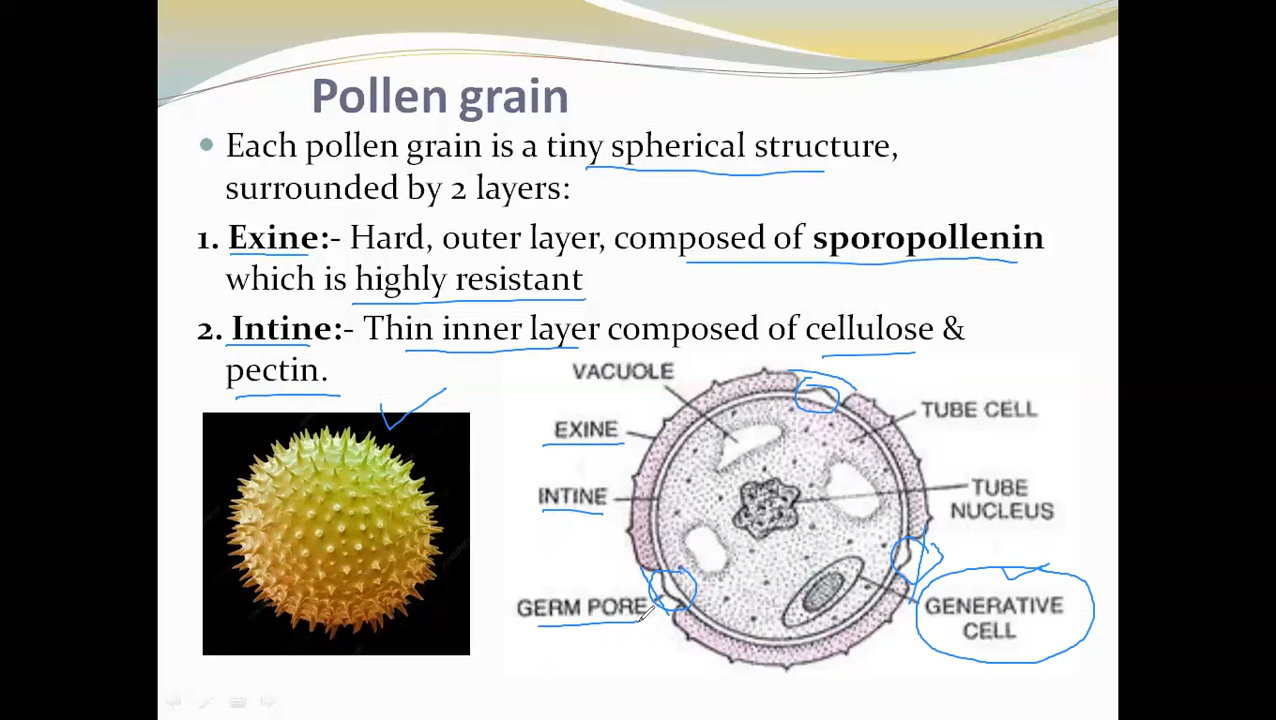 Pollen grain
Each pollen grain is a tiny spherical structure,
surrounded by 2 layers:
1. Exine:- Hard, outer layer, composed of sporopollenin
which is highly resistant
2. Intine:- Thin inner layer composed of cellulose &
pectin.
VACUOLE
EXINE
INTINE
GERM PORE
TUBE CELL
TUBE
NUCLEUS
GENERATIVE
CELL